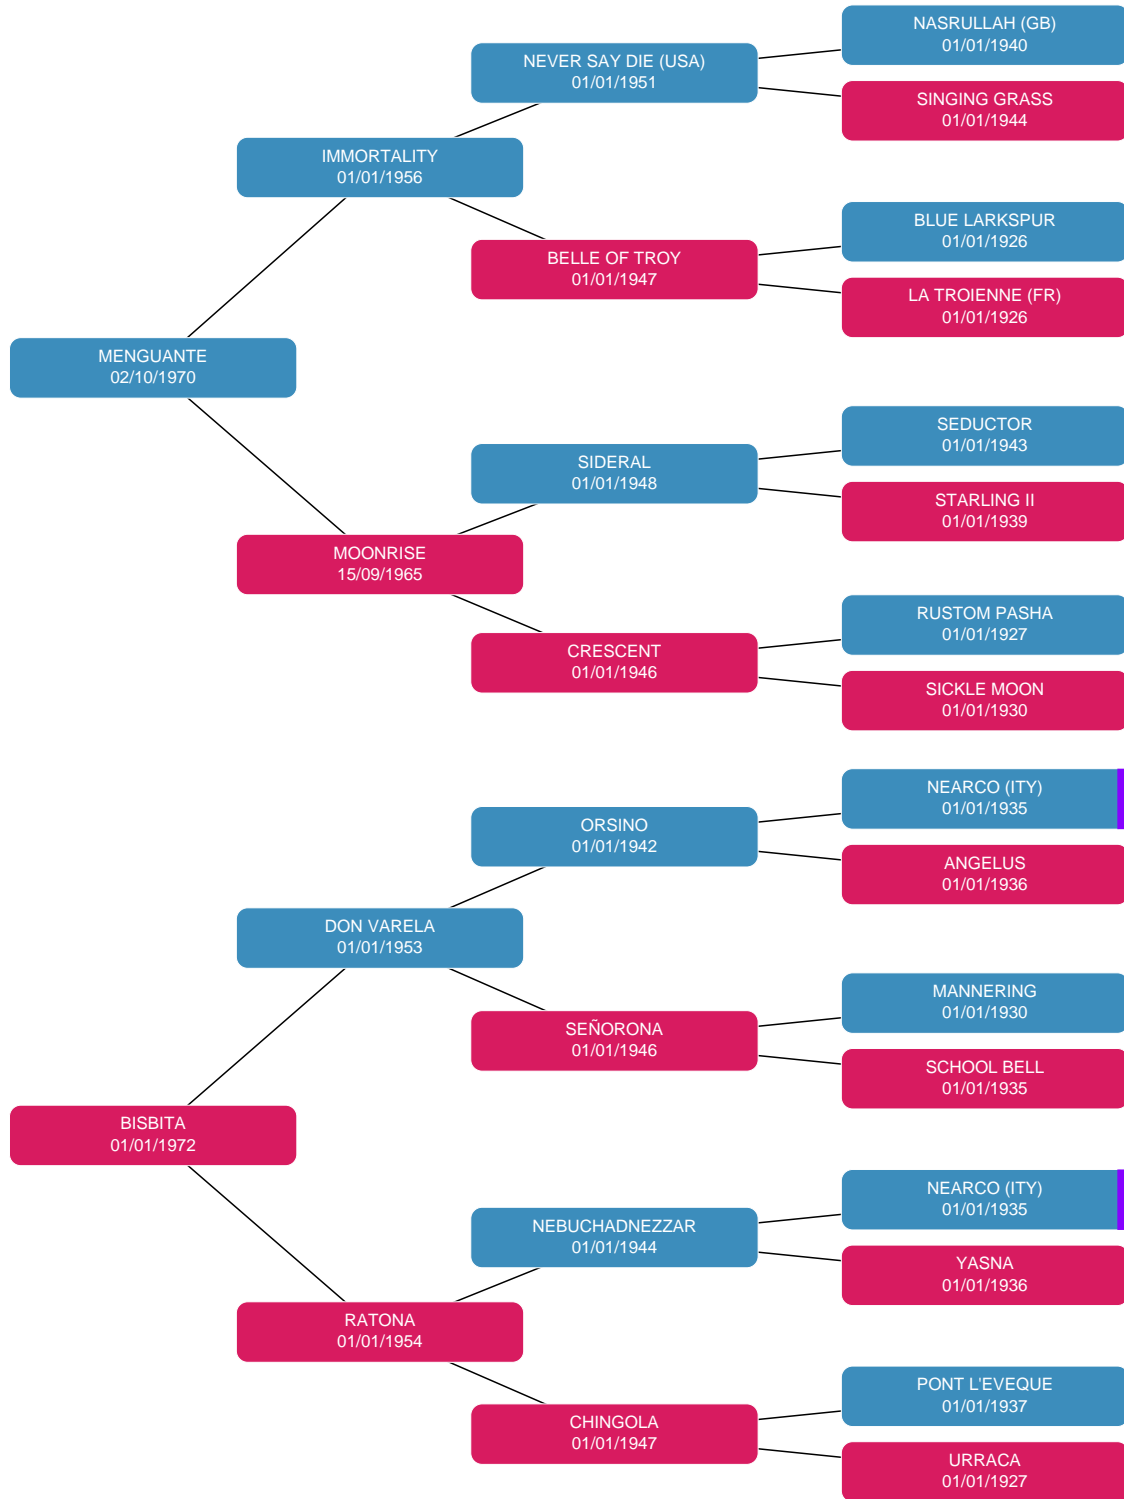 NASRULLAH (GB)
01/01/1940
NEVER SAY DIE (USA)
01/01/1951
SINGING GRASS
01/01/1944
IMMORTALITY
01/01/1956
BLUE LARKSPUR
01/01/1926
BELLE OF TROY
01/01/1947
LA TROIENNE (FR)
01/01/1926
MENGUANTE
02/10/1970
SEDUCTOR
01/01/1943
SIDERAL
01/01/1948
STARLING II
01/01/1939
MOONRISE
15/09/1965
RUSTOM PASHA
01/01/1927
CRESCENT
01/01/1946
SICKLE MOON
01/01/1930
NEARCO (ITY)
01/01/1935
ORSINO
01/01/1942
ANGELUS
01/01/1936
DON VARELA
01/01/1953
MANNERING
01/01/1930
SEÑORONA
01/01/1946
SCHOOL BELL
01/01/1935
BISBITA
01/01/1972
NEARCO (ITY)
01/01/1935
NEBUCHADNEZZAR
01/01/1944
YASNA
01/01/1936
RATONA
01/01/1954
PONT L'EVEQUE
01/01/1937
CHINGOLA
01/01/1947
URRACA
01/01/1927